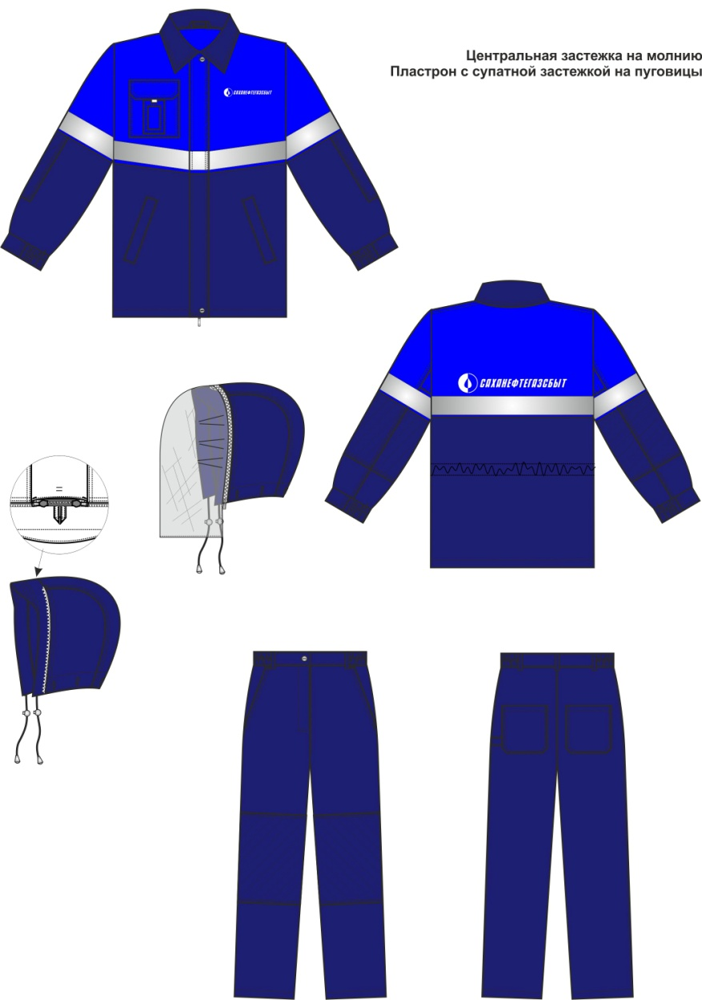 Центральная застежка на молнию
Пластрон с супатной застежкой на пуговицы
САХАНЕФТЕГАЗСБЫТ
САХАНЕФТЕГАЗСБЫТ